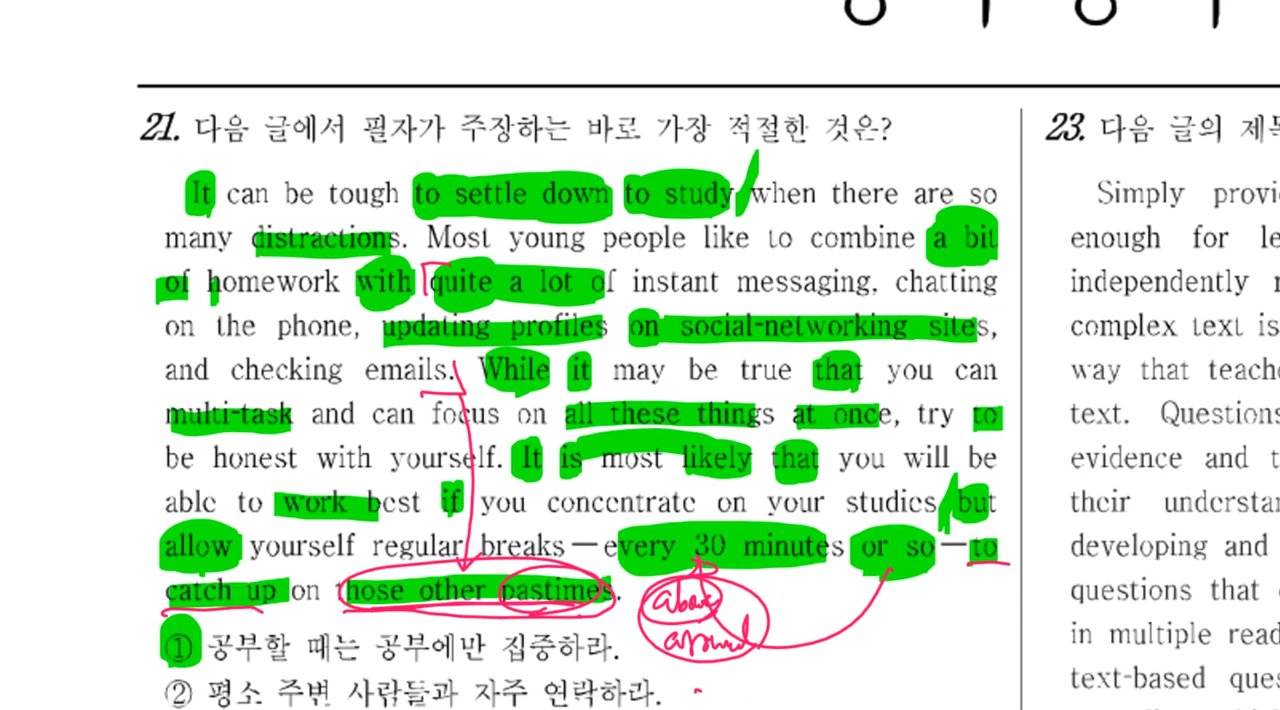 21. 다음 글에서 필자가 주장하는 바로 가장 적절한 것은?
It can be tough to settle down to study when there are so
many distractions. Most young people like to combine a bit
of homework with quite a lot of instant messaging, chatting
on the phone, updating profiles on social-networking sites,
and checking emails. While it may be true that you can
multi-task and can focus on all these things at once, try to
be honest with yourself. It is most likely that you will be
able to work best if you concentrate on your studies but
allow yourself regular breaks—every 30 minutes or so—to
catch up on those other pastimes.
about
around
① 공부할 때는 공부에만 집중하라.
② 평소 주변 사람들과 자주 연락하라.
23. 다음 글의 제
Simply provi
enough for le
independently
complex text is
way that teach
text. Questions
evidence and t
their understa
developing and
questions that
in multiple read
text-based ques